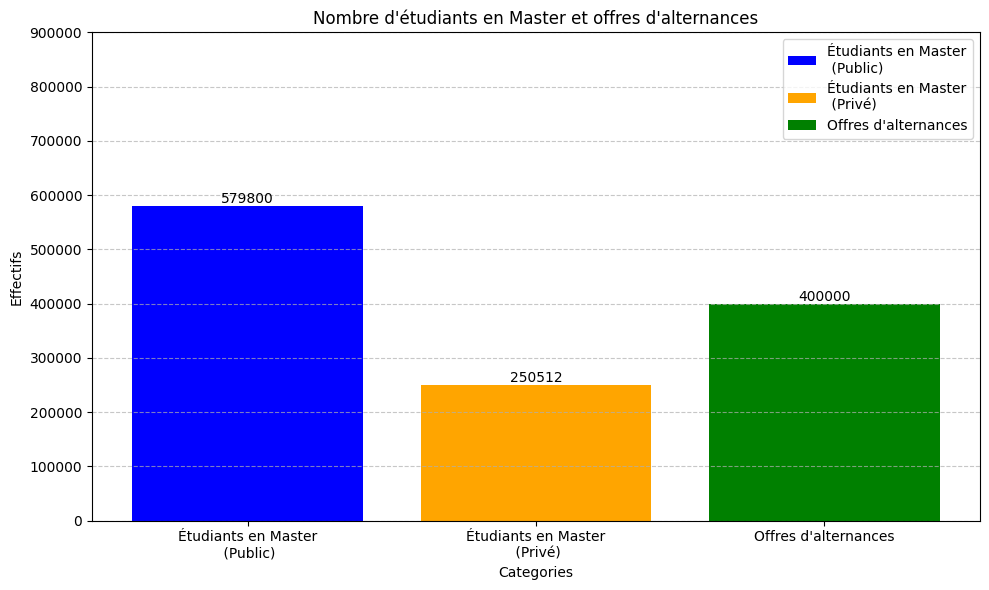 Nombre d'étudiants en Master et offres d'alternances
900000
800000
700000
600000
500000
400000
300000
200000
100000
0
Effectifs
Étudiants en Master
(Public)
Étudiants en Master
(Privé)
Offres d'alternances
579800
250512
400000
Étudiants en Master
(Public)
Étudiants en Master
(Privé)
Offres d'alternances
Categories